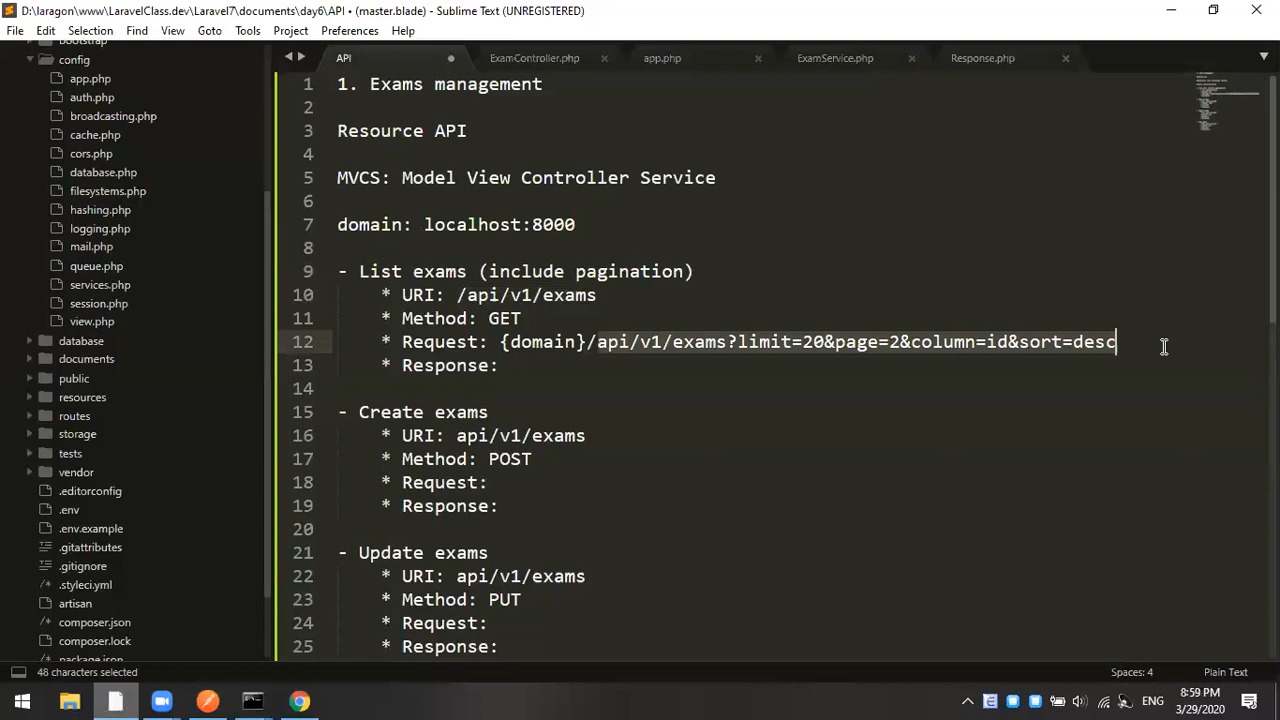 D:\laragon\www\LaravelClass.dev\Laravel7\documents\day6\API • (master.blade) - Sublime Text (UNREGISTERED)
File Edit Selection Find View Goto Tools Project Preferences Help
bootstrap
config
app.php
auth.php
broadcasting.php
cache.php
cors.php
database.php
filesystems.php
hashing.php
logging.php
mail.php
queue.php
services.php
session.php
view.php
database
documents
public
resources
routes
storage
tests
vendor
.editorconfig
.env
.env.example
.gitattributes
.gitignore
.styleci.yml
artisan
composer.json
composer.lock
package.json
API ExamController.php app.php ExamService.php Response.php
1 1. Exams management
2
3 Resource API
4
5 MVCS: Model View Controller Service
6
7 domain: localhost:8000
8
9 - List exams (include pagination)
10 * URI: /api/v1/exams
11 * Method: GET
12 * Request: {domain}/api/v1/exams?limit=20&page=2&column=id&sort=desc
13 * Response:
14
15 - Create exams
16 * URI: api/v1/exams
17 * Method: POST
18 * Request:
19 * Response:
20
21 - Update exams
22 * URI: api/v1/exams
23 * Method: PUT
24 * Request:
25 * Response:
48 characters selected Spaces: 4 Plain Text
ENG
8:59 PM
3/29/2020